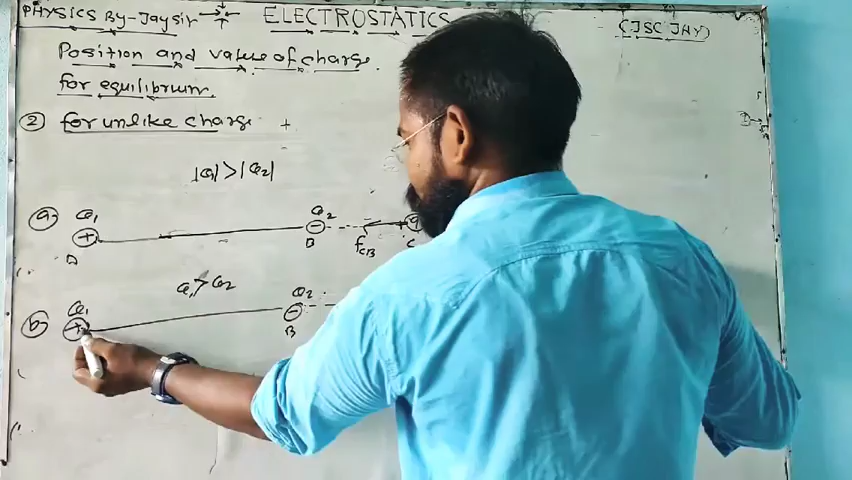 PHYSICS By-Jaysir ELECTROSTATICS (JSC JAY)
Position and value of charge
for equilibrium.
② for unlike charge +
-
|Q1| > |Q2|
ⓐ Q1 Q2 q
+ - +
A B FCB C
Q1 > Q2
ⓑ Q1 Q2
+ -
B